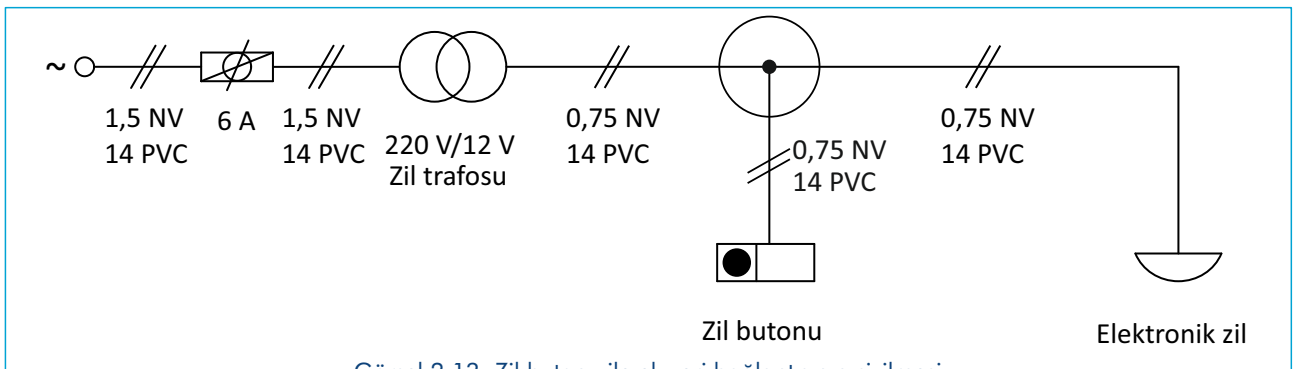 ~
1,5 NV
14 PVC
6 A
1,5 NV
14 PVC
220 V/12 V
Zil trafosu
0,75 NV
14 PVC
0,75 NV
14 PVC
0,75 NV
14 PVC
Zil butonu
Elektronik zil